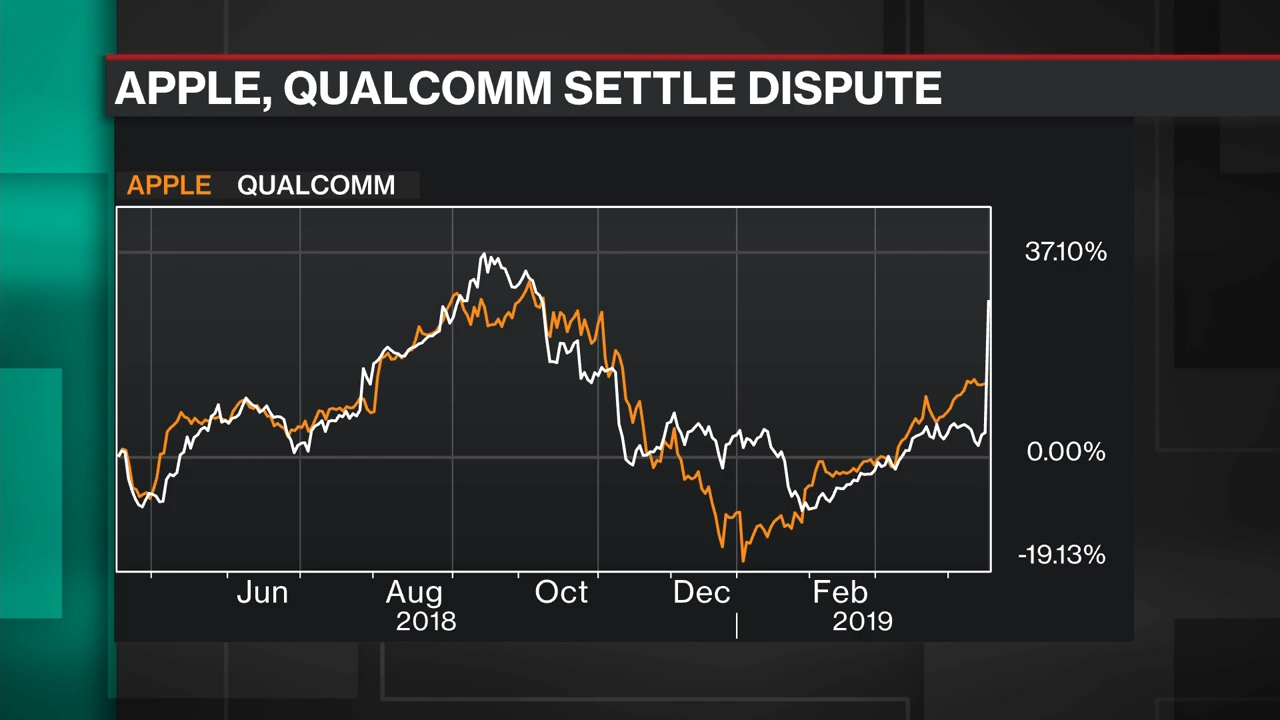 APPLE, QUALCOMM SETTLE DISPUTE
APPLE QUALCOMM
37.10%
0.00%
-19.13%
Jun Aug Oct Dec Feb
2018 2019